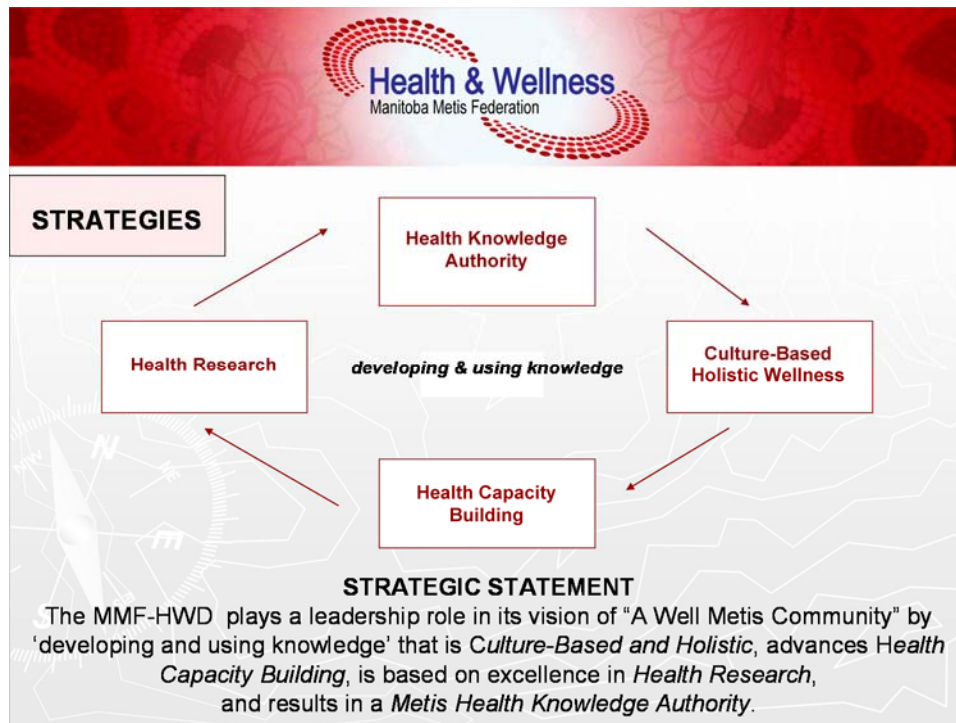 Health & Wellness
Manitoba Metis Federation
STRATEGIES
Health Knowledge
Authority
Health Research
developing & using knowledge
Culture-Based
Holistic Wellness
Health Capacity
Building
N
NW
NE
E
S
STRATEGIC STATEMENT
The MMF-HWD plays a leadership role in its vision of “A Well Metis Community” by
‘developing and using knowledge’ that is Culture-Based and Holistic, advances Health
Capacity Building, is based on excellence in Health Research,
and results in a Metis Health Knowledge Authority.